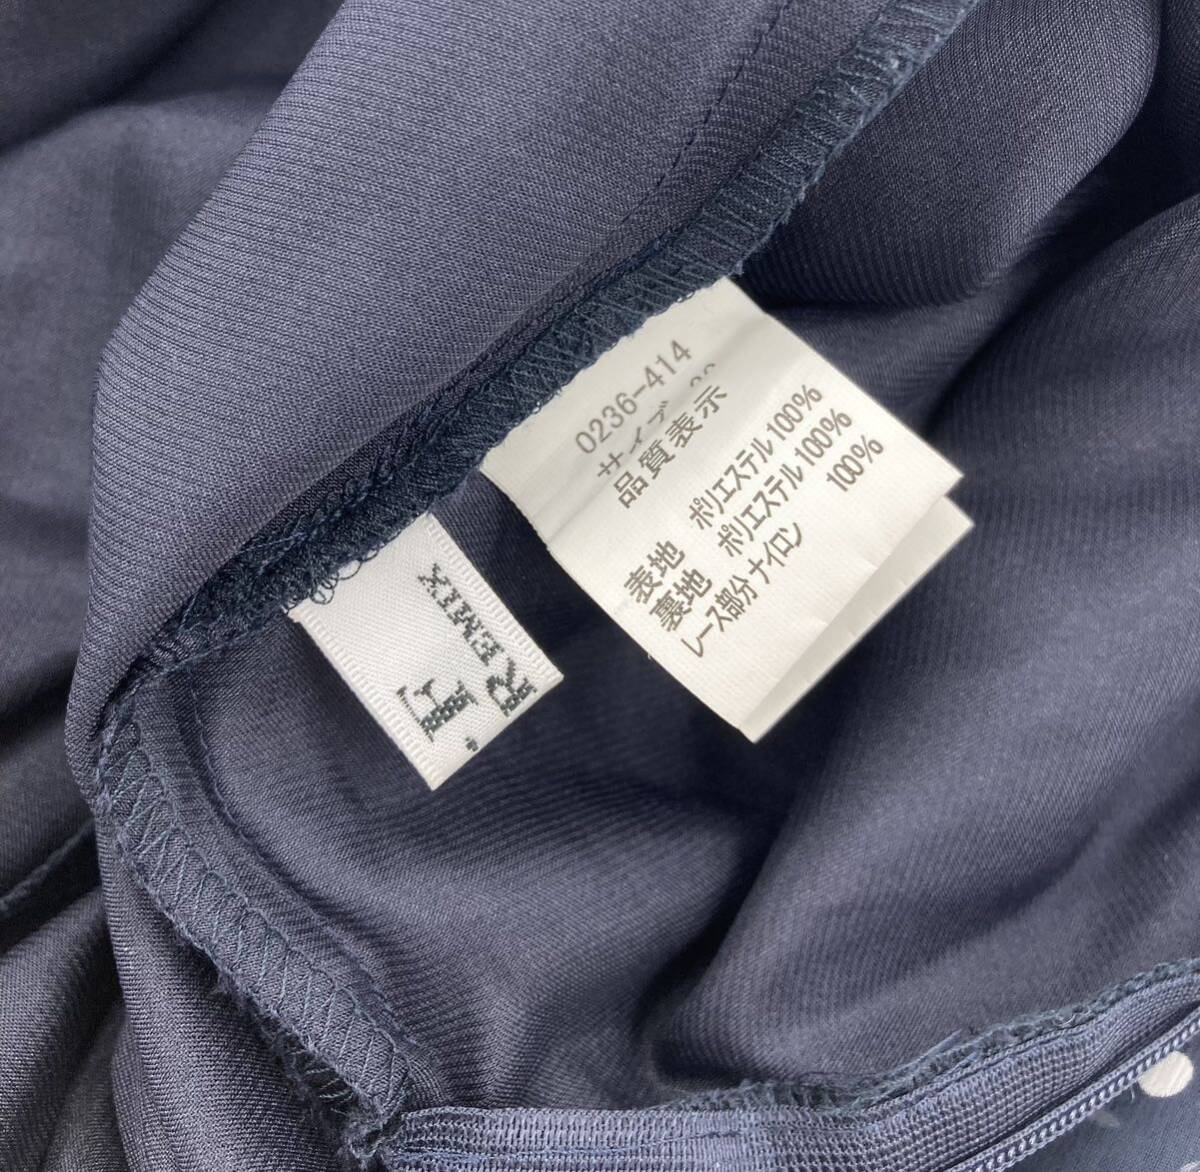 0236-414
サイズ
品質表示
表地 ポリエステル100%
裏地 ポリエステル100%
レース部分 ナイロン
100%
F.
REMIX